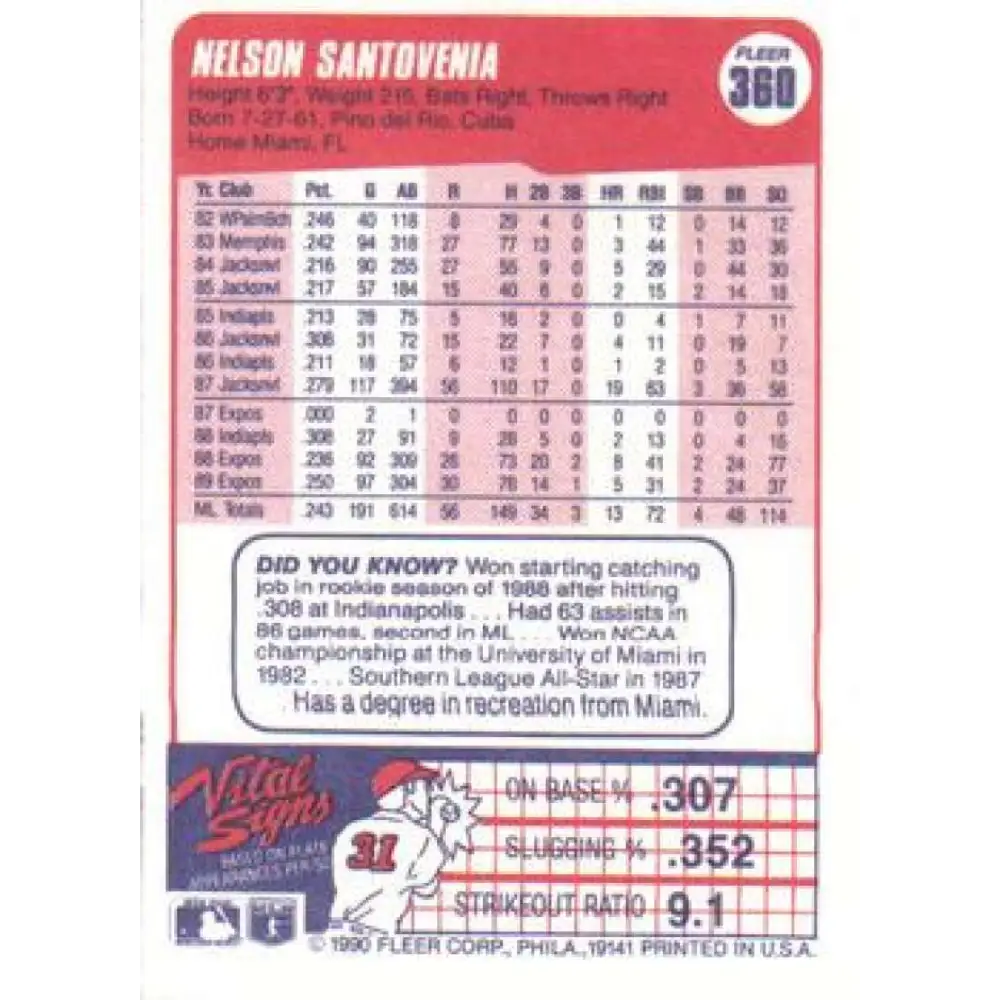 NELSON SANTOVENIA
FLEER
360
Height 6'3", Weight 215, Bats Right, Throws Right
Born 7-27-61, Pino del Rio, Cuba
Home Miami, FL
Yr. Club Pct. G AB R H 2B 3B HR RBI SB BB SO
82 WPalmBch .246 40 118 8 29 4 0 1 12 0 14 12
83 Memphis .242 94 318 27 77 13 0 3 44 1 33 36
84 Jacksnvl .216 90 255 27 55 9 0 5 29 0 44 30
85 Jacksnvl .217 57 184 15 40 6 0 2 15 2 14 18
85 Indiapls .213 28 75 5 16 2 0 0 4 1 7 11
86 Jacksnvl .306 31 72 15 22 7 0 4 11 0 19 7
86 Indiapls .211 18 57 6 12 1 0 1 2 0 5 13
87 Jacksnvl .279 117 394 56 110 17 0 19 63 3 36 58
87 Expos .000 2 1 0 0 0 0 0 0 0 0 0
88 Indiapls .308 27 91 9 28 5 0 2 13 0 4 16
88 Expos .236 92 309 26 73 20 2 8 41 2 24 77
89 Expos .250 97 304 30 76 14 1 5 31 2 24 37
ML Totals .243 191 614 56 149 34 3 13 72 4 48 114
DID YOU KNOW? Won starting catching
job in rookie season of 1988 after hitting
.308 at Indianapolis . . . Had 63 assists in
86 games, second in ML . . . Won NCAA
championship at the University of Miami in
1982 . . . Southern League All-Star in 1987
. Has a degree in recreation from Miami.
Vital
Signs
BASED ON PLATE
APPEARANCES PER/SO
31
ON BASE % .307
SLUGGING % .352
STRIKEOUT RATIO 9.1
© 1990 FLEER CORP., PHILA., 19141 PRINTED IN U.S.A.